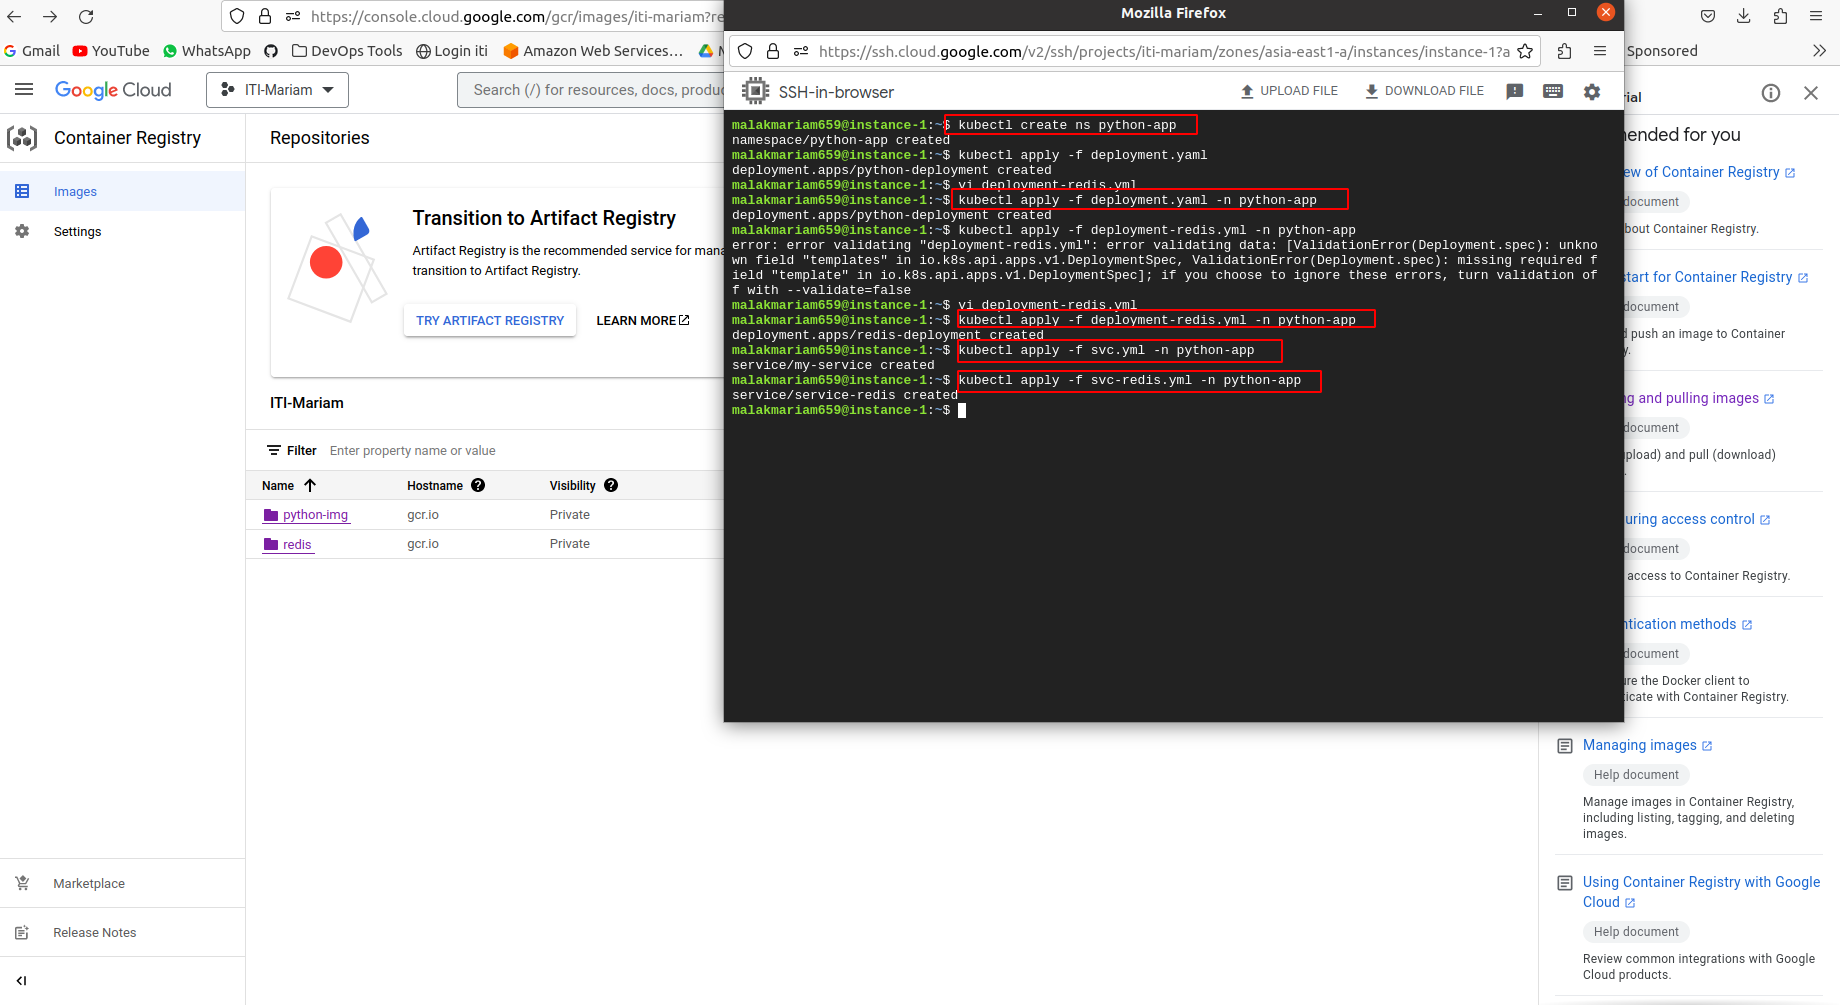 https://console.cloud.google.com/gcr/images/iti-mariam?re
Gmail YouTube WhatsApp DevOps Tools Login iti Amazon Web Services… M
Sponsored
Google Cloud ITI-Mariam Search (/) for resources, docs, produc
Container Registry
Images
Settings
Marketplace
Release Notes
Repositories
Transition to Artifact Registry
Artifact Registry is the recommended service for mana
transition to Artifact Registry.
TRY ARTIFACT REGISTRY LEARN MORE
ITI-Mariam
Filter Enter property name or value
Name Hostname Visibility
python-img gcr.io Private
redis gcr.io Private
Mozilla Firefox
https://ssh.cloud.google.com/v2/ssh/projects/iti-mariam/zones/asia-east1-a/instances/instance-1?a
SSH-in-browser UPLOAD FILE DOWNLOAD FILE
malakmariam659@instance-1:~$ kubectl create ns python-app
namespace/python-app created
malakmariam659@instance-1:~$ kubectl apply -f deployment.yaml
deployment.apps/python-deployment created
malakmariam659@instance-1:~$ vi deployment-redis.yml
malakmariam659@instance-1:~$ kubectl apply -f deployment.yaml -n python-app
deployment.apps/python-deployment created
malakmariam659@instance-1:~$ kubectl apply -f deployment-redis.yml -n python-app
error: error validating "deployment-redis.yml": error validating data: [ValidationError(Deployment.spec): unkno
wn field "templates" in io.k8s.api.apps.v1.DeploymentSpec, ValidationError(Deployment.spec): missing required f
ield "template" in io.k8s.api.apps.v1.DeploymentSpec]; if you choose to ignore these errors, turn validation of
f with --validate=false
malakmariam659@instance-1:~$ vi deployment-redis.yml
malakmariam659@instance-1:~$ kubectl apply -f deployment-redis.yml -n python-app
deployment.apps/redis-deployment created
malakmariam659@instance-1:~$ kubectl apply -f svc.yml -n python-app
service/my-service created
malakmariam659@instance-1:~$ kubectl apply -f svc-redis.yml -n python-app
service/service-redis created
malakmariam659@instance-1:~$
rial
ended for you
ew of Container Registry
document
bout Container Registry.
start for Container Registry
document
d push an image to Container
y.
ng and pulling images
document
pload) and pull (download)
.
uring access control
document
access to Container Registry.
ntication methods
document
ure the Docker client to
ticate with Container Registry.
Managing images
Help document
Manage images in Container Registry,
including listing, tagging, and deleting
images.
Using Container Registry with Google
Cloud
Help document
Review common integrations with Google
Cloud products.